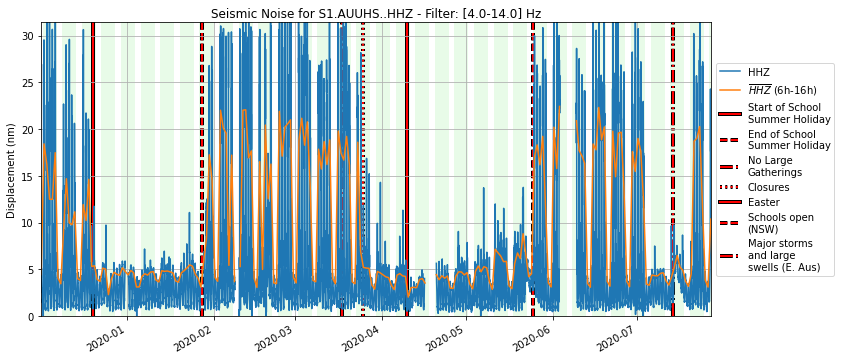 Seismic Noise for S1.AUUHS..HHZ - Filter: [4.0-14.0] Hz
Displacement (nm)
30
25
20
15
10
5
0
2020-01
2020-02
2020-03
2020-04
2020-05
2020-06
2020-07
HHZ
HHZ (6h-16h)
Start of School
Summer Holiday
End of School
Summer Holiday
No Large
Gatherings
Closures
Easter
Schools open
(NSW)
Major storms
and large
swells (E. Aus)